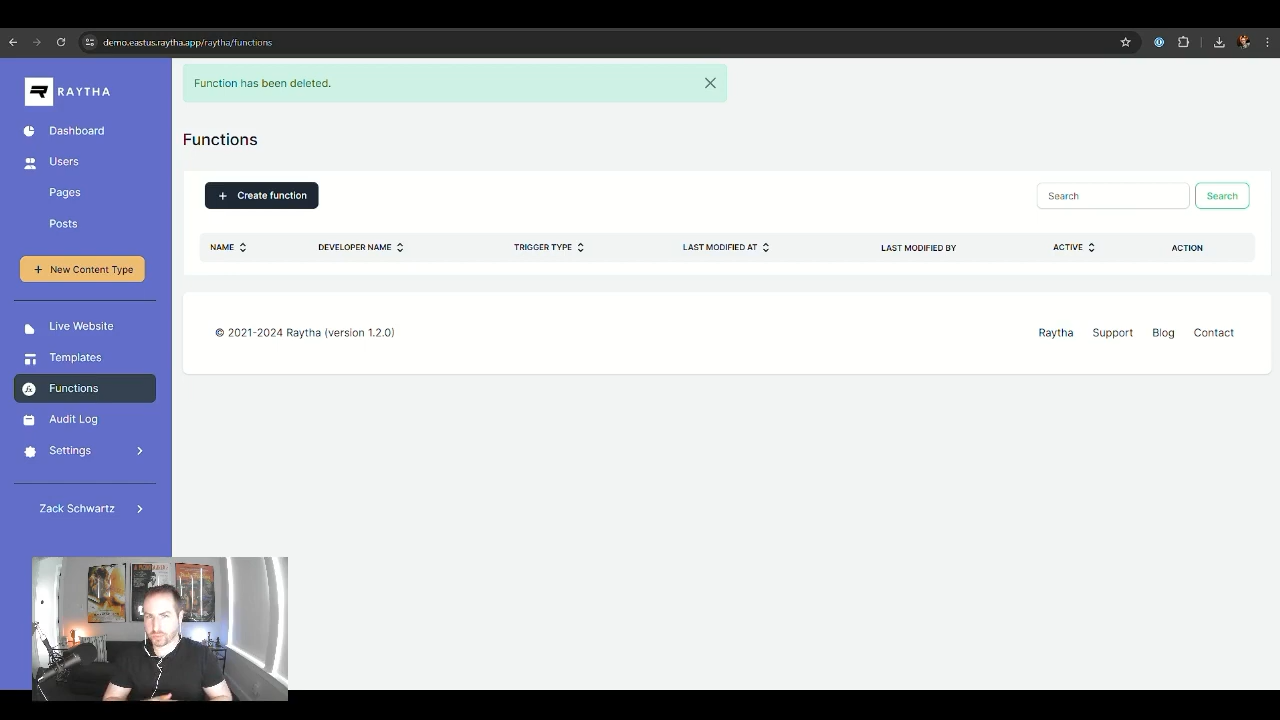 demo.eastus.raytha.app/raytha/functions
RAYTHA
Function has been deleted.
Dashboard
Users
Pages
Posts
+ New Content Type
Live Website
Templates
Functions
Audit Log
Settings
Zack Schwartz
Functions
+ Create function
Search
Search
NAME
DEVELOPER NAME
TRIGGER TYPE
LAST MODIFIED AT
LAST MODIFIED BY
ACTIVE
ACTION
© 2021-2024 Raytha (version 1.2.0)
Raytha
Support
Blog
Contact